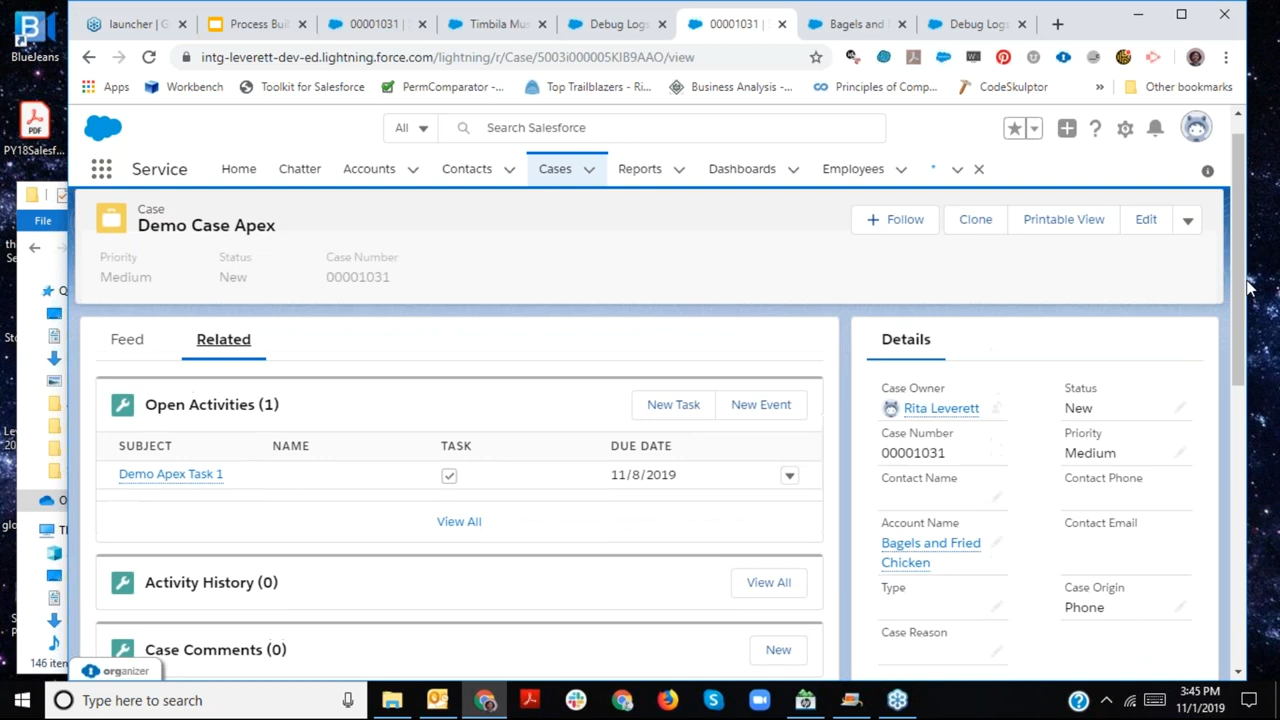 BlueJeans
PDF
PY18Salesf...
launcher | G
Process Buil
00001031 |
Timbila Mus
Debug Logs
00001031 |
Bagels and
Debug Logs
intg-leverett-dev-ed.lightning.force.com/lightning/r/Case/5003i000005KIB9AAO/view
Apps
Workbench
Toolkit for Salesforce
PermComparator -...
Top Trailblazers - Ri...
Business Analysis -...
Principles of Comp...
CodeSkulptor
»
Other bookmarks
All
Search Salesforce
Service
Home
Chatter
Accounts
Contacts
Cases
Reports
Dashboards
Employees
*
File
Case
Demo Case Apex
Follow
Clone
Printable View
Edit
Priority
Status
Case Number
Medium
New
00001031
Feed
Related
Open Activities (1)
New Task
New Event
SUBJECT
NAME
TASK
DUE DATE
Demo Apex Task 1
11/8/2019
View All
Activity History (0)
View All
Case Comments (0)
New
Details
Case Owner
Status
Rita Leverett
New
Case Number
Priority
00001031
Medium
Contact Name
Contact Phone
Account Name
Contact Email
Bagels and Fried
Chicken
Type
Case Origin
Phone
Case Reason
146 iten
organizer
Type here to search
3:45 PM
11/1/2019